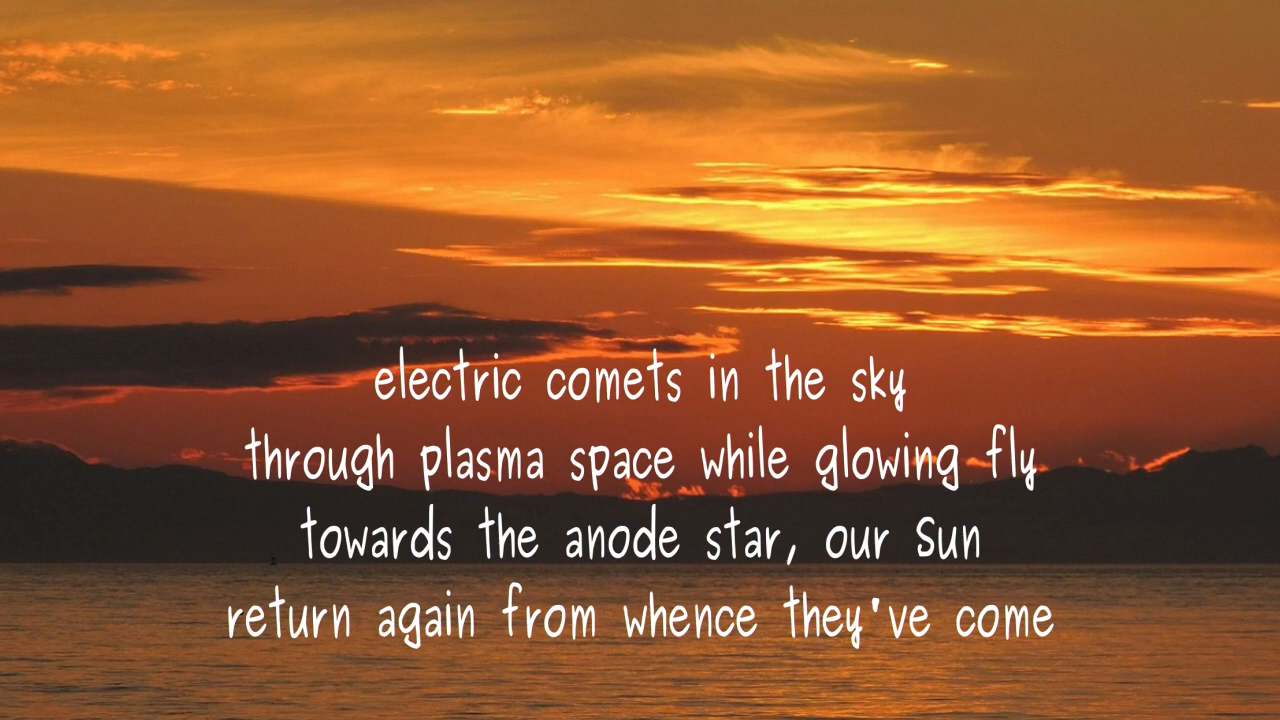 electric comets in the sky
through plasma space while glowing fly
towards the anode star, our Sun
return again from whence they've come